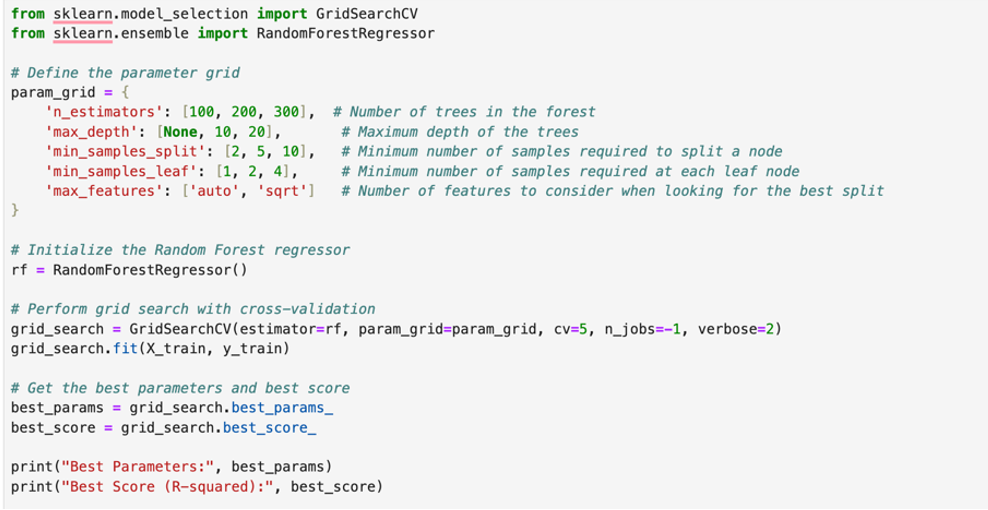 from sklearn.model_selection import GridSearchCV
from sklearn.ensemble import RandomForestRegressor
# Define the parameter grid
param_grid = {
'n_estimators': [100, 200, 300],  # Number of trees in the forest
'max_depth': [None, 10, 20],       # Maximum depth of the trees
'min_samples_split': [2, 5, 10],   # Minimum number of samples required to split a node
'min_samples_leaf': [1, 2, 4],     # Minimum number of samples required at each leaf node
'max_features': ['auto', 'sqrt']   # Number of features to consider when looking for the best split
}
# Initialize the Random Forest regressor
rf = RandomForestRegressor()
# Perform grid search with cross-validation
grid_search = GridSearchCV(estimator=rf, param_grid=param_grid, cv=5, n_jobs=-1, verbose=2)
grid_search.fit(X_train, y_train)
# Get the best parameters and best score
best_params = grid_search.best_params_
best_score = grid_search.best_score_
print("Best Parameters:", best_params)
print("Best Score (R-squared):", best_score)